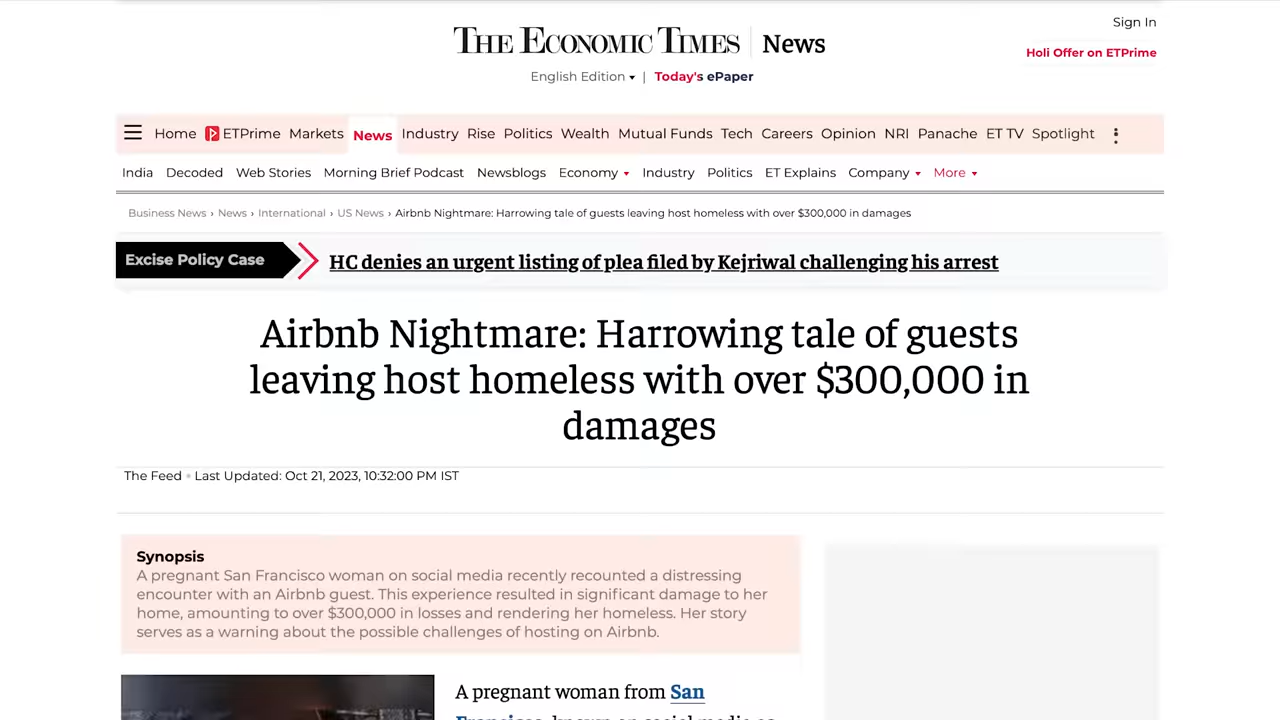 Sign In
THE ECONOMIC TIMES | News
Holi Offer on ETPrime
English Edition | Today's ePaper
Home ETPrime Markets News Industry Rise Politics Wealth Mutual Funds Tech Careers Opinion NRI Panache ET TV Spotlight
India Decoded Web Stories Morning Brief Podcast Newsblogs Economy Industry Politics ET Explains Company More
Business News › News › International › US News › Airbnb Nightmare: Harrowing tale of guests leaving host homeless with over $300,000 in damages
Excise Policy Case
HC denies an urgent listing of plea filed by Kejriwal challenging his arrest
Airbnb Nightmare: Harrowing tale of guests
leaving host homeless with over $300,000 in
damages
The Feed • Last Updated: Oct 21, 2023, 10:32:00 PM IST
Synopsis
A pregnant San Francisco woman on social media recently recounted a distressing
encounter with an Airbnb guest. This experience resulted in significant damage to her
home, amounting to over $300,000 in losses and rendering her homeless. Her story
serves as a warning about the possible challenges of hosting on Airbnb.
A pregnant woman from San
Francisco, known on social media as